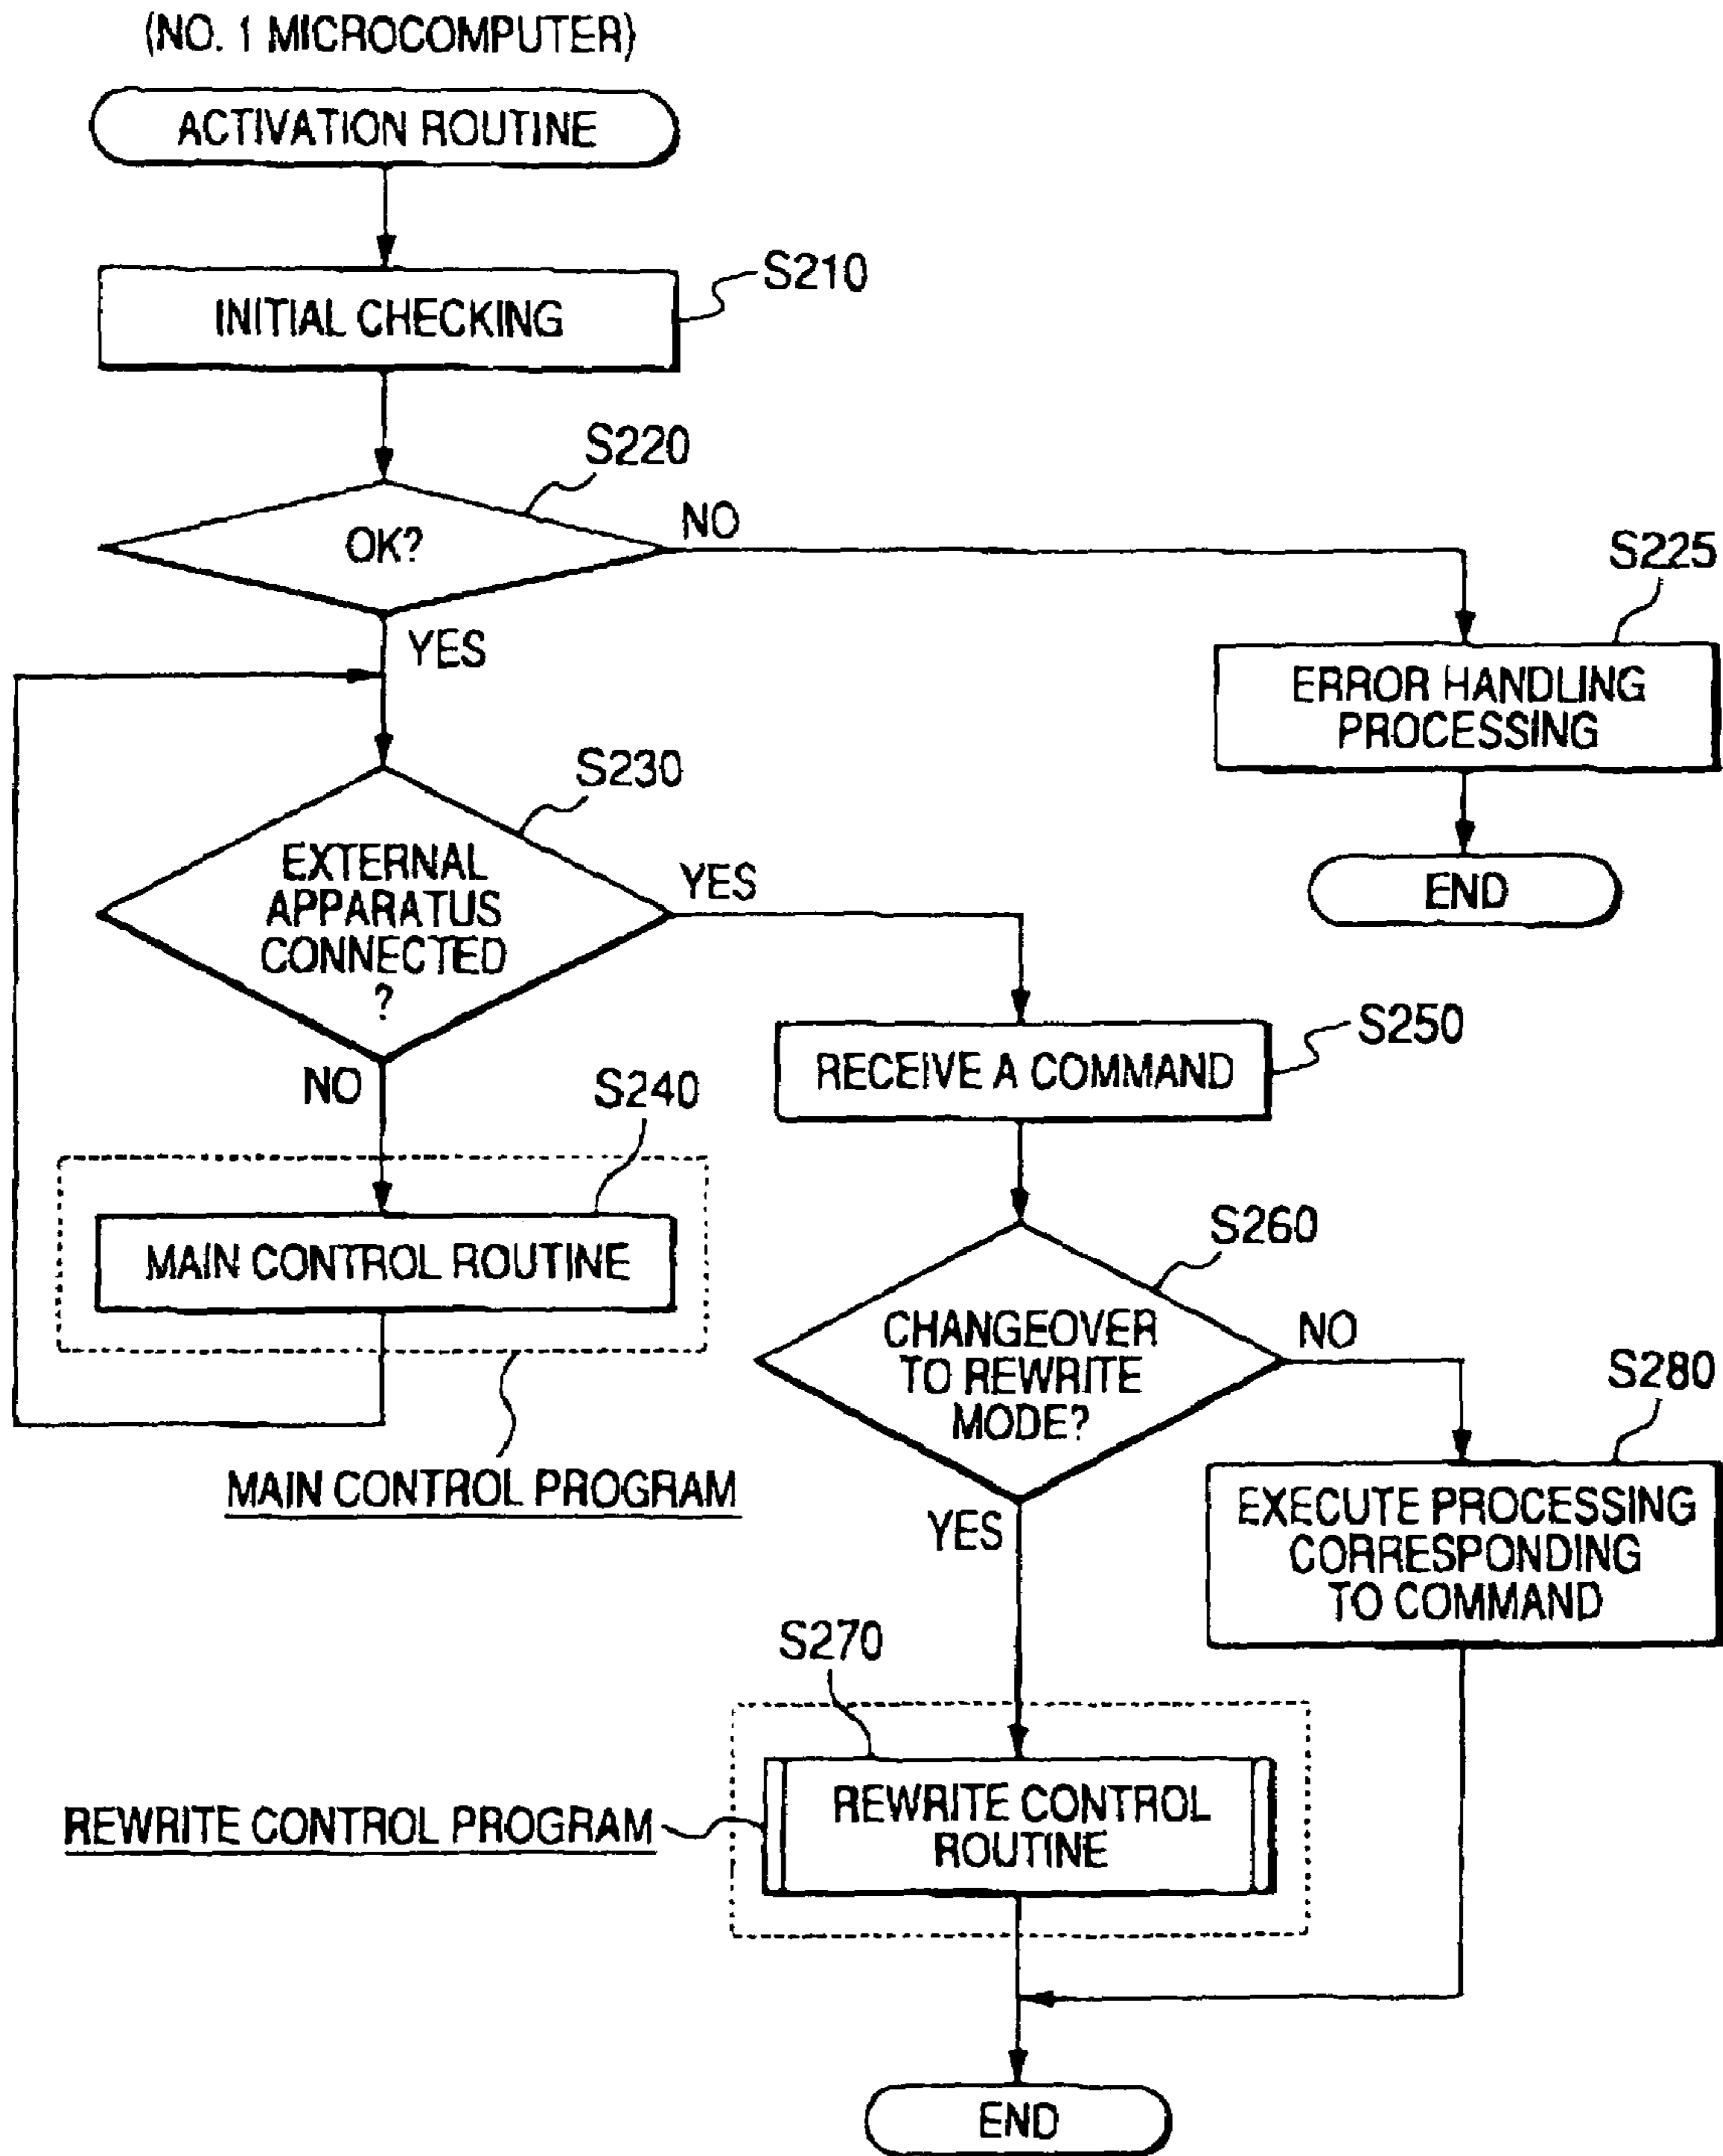 (NO. 1 MICROCOMPUTER)
ACTIVATION ROUTINE
S210
INITIAL CHECKING
S220
OK?
NO
YES
S225
ERROR HANDLING
PROCESSING
END
S230
EXTERNAL
APPARATUS
CONNECTED
?
YES
NO
S240
MAIN CONTROL ROUTINE
MAIN CONTROL PROGRAM
S250
RECEIVE A COMMAND
S260
CHANGEOVER
TO REWRITE
MODE?
NO
YES
S280
EXECUTE PROCESSING
CORRESPONDING
TO COMMAND
S270
REWRITE CONTROL PROGRAM
REWRITE CONTROL
ROUTINE
END